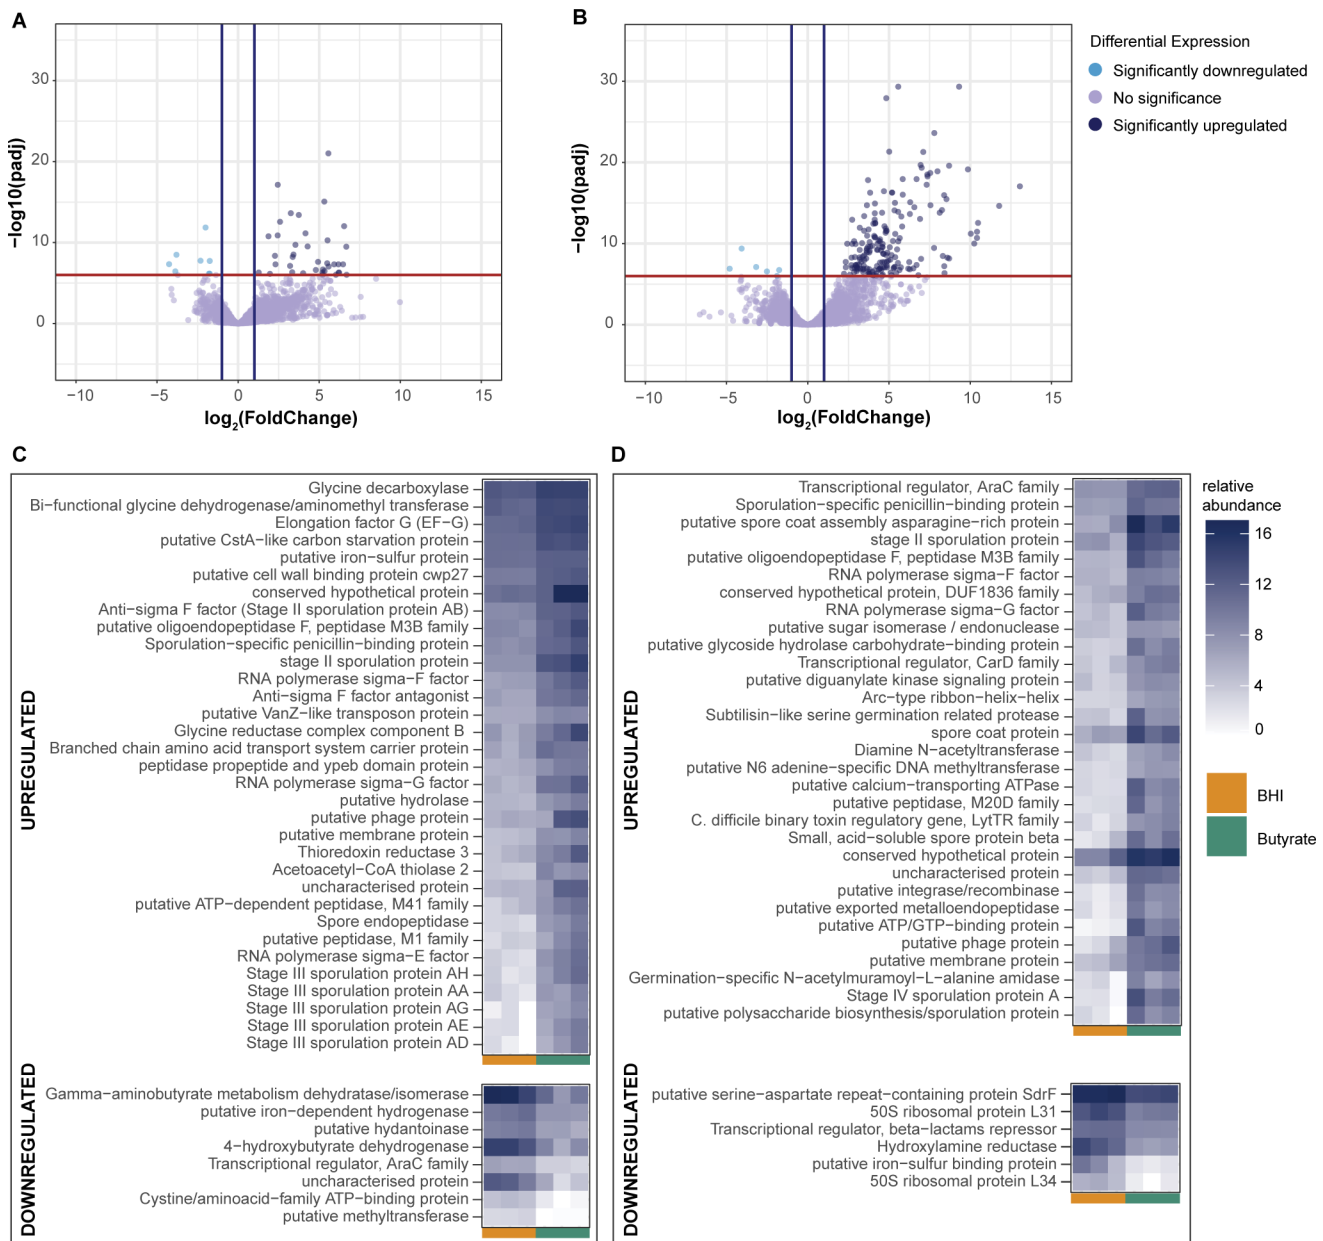 A
B
Differential Expression
Significantly downregulated
No significance
Significantly upregulated
−log10(padj)
30
20
10
0
−10
−5
0
5
10
15
log2(FoldChange)
−log10(padj)
30
20
10
0
−10
−5
0
5
10
15
log2(FoldChange)
C
UPREGULATED
Glycine decarboxylase
Bi−functional glycine dehydrogenase/aminomethyl transferase
Elongation factor G (EF−G)
putative CstA−like carbon starvation protein
putative iron−sulfur protein
putative cell wall binding protein cwp27
conserved hypothetical protein
Anti−sigma F factor (Stage II sporulation protein AB)
putative oligoendopeptidase F, peptidase M3B family
Sporulation−specific penicillin−binding protein
stage II sporulation protein
RNA polymerase sigma−F factor
Anti−sigma F factor antagonist
putative VanZ−like transposon protein
Glycine reductase complex component B
Branched chain amino acid transport system carrier protein
peptidase propeptide and ypeb domain protein
RNA polymerase sigma−G factor
putative hydrolase
putative phage protein
putative membrane protein
Thioredoxin reductase 3
Acetoacetyl−CoA thiolase 2
uncharacterised protein
putative ATP−dependent peptidase, M41 family
Spore endopeptidase
putative peptidase, M1 family
RNA polymerase sigma−E factor
Stage III sporulation protein AH
Stage III sporulation protein AA
Stage III sporulation protein AG
Stage III sporulation protein AE
Stage III sporulation protein AD
DOWNREGULATED
Gamma−aminobutyrate metabolism dehydratase/isomerase
putative iron−dependent hydrogenase
putative hydantoinase
4−hydroxybutyrate dehydrogenase
Transcriptional regulator, AraC family
uncharacterised protein
Cystine/aminoacid−family ATP−binding protein
putative methyltransferase
D
UPREGULATED
Transcriptional regulator, AraC family
Sporulation−specific penicillin−binding protein
putative spore coat assembly asparagine−rich protein
stage II sporulation protein
putative oligoendopeptidase F, peptidase M3B family
RNA polymerase sigma−F factor
conserved hypothetical protein, DUF1836 family
RNA polymerase sigma−G factor
putative sugar isomerase / endonuclease
putative glycoside hydrolase carbohydrate−binding protein
Transcriptional regulator, CarD family
putative diguanylate kinase signaling protein
Arc−type ribbon−helix−helix
Subtilisin−like serine germination related protease
spore coat protein
Diamine N−acetyltransferase
putative N6 adenine−specific DNA methyltransferase
putative calcium−transporting ATPase
putative peptidase, M20D family
C. difficile binary toxin regulatory gene, LytTR family
Small, acid−soluble spore protein beta
conserved hypothetical protein
uncharacterised protein
putative integrase/recombinase
putative exported metalloendopeptidase
putative ATP/GTP−binding protein
putative phage protein
putative membrane protein
Germination−specific N−acetylmuramoyl−L−alanine amidase
Stage IV sporulation protein A
putative polysaccharide biosynthesis/sporulation protein
DOWNREGULATED
putative serine−aspartate repeat−containing protein SdrF
50S ribosomal protein L31
Transcriptional regulator, beta−lactams repressor
Hydroxylamine reductase
putative iron−sulfur binding protein
50S ribosomal protein L34
relative
abundance
16
12
8
4
0
BHI
Butyrate